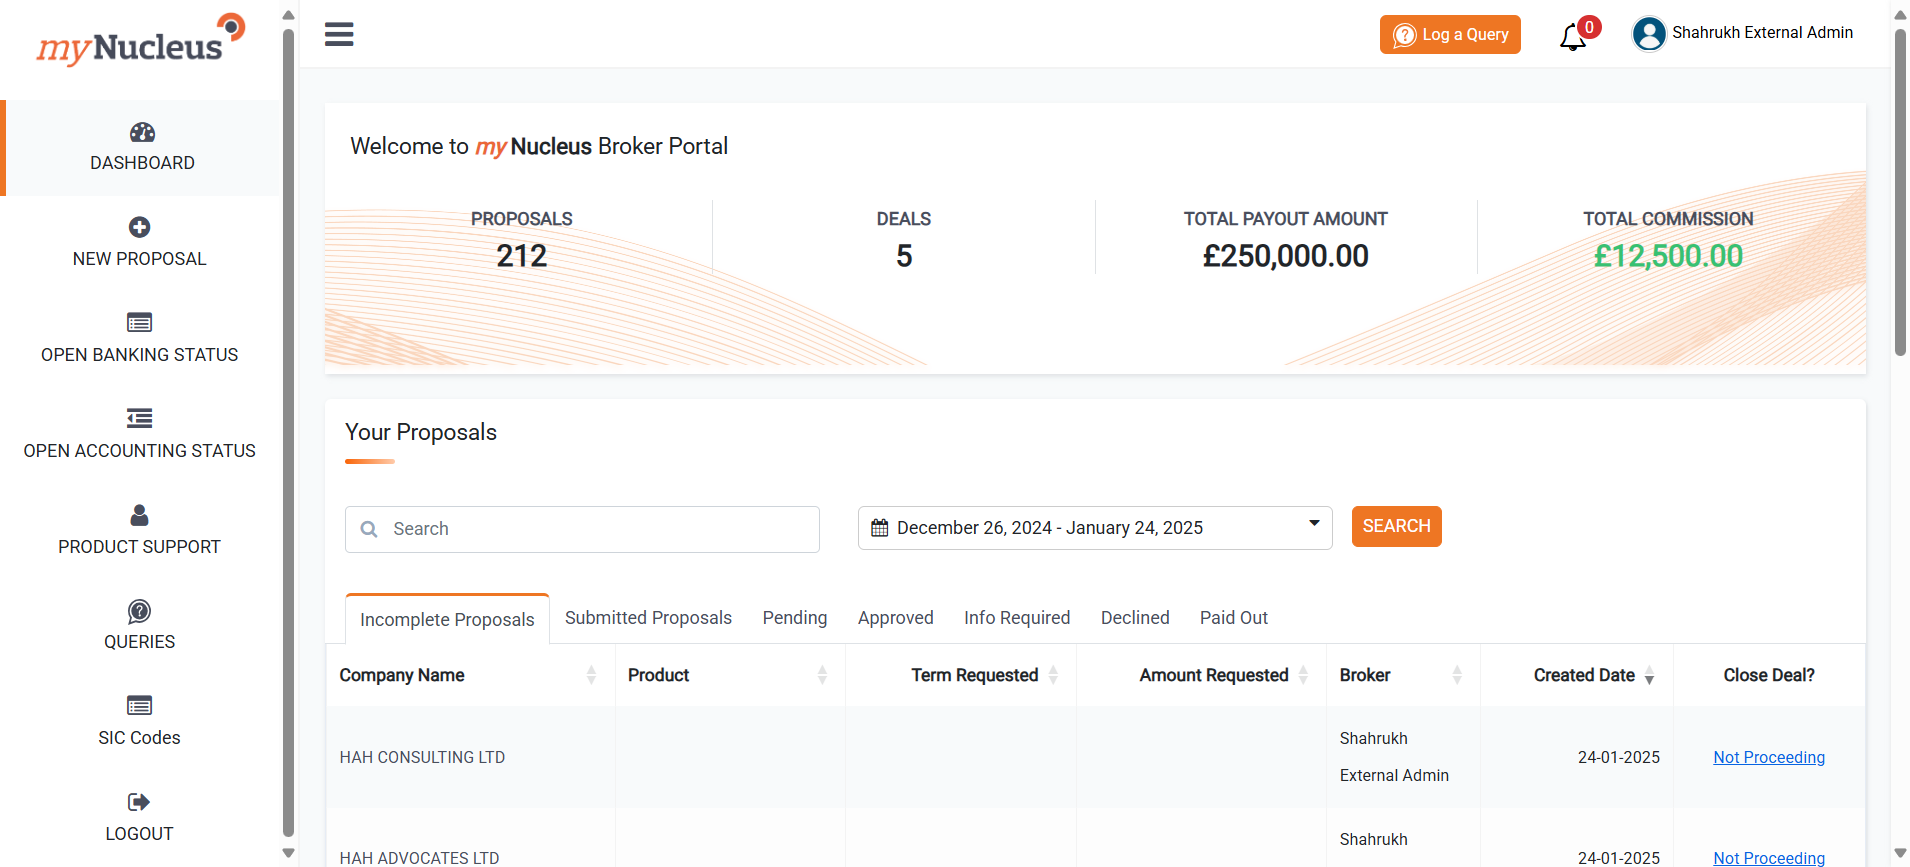 myNucleus
Log a Query
0
Shahrukh External Admin
DASHBOARD
NEW PROPOSAL
OPEN BANKING STATUS
OPEN ACCOUNTING STATUS
PRODUCT SUPPORT
QUERIES
SIC Codes
LOGOUT
Welcome to my Nucleus Broker Portal
PROPOSALS
212
DEALS
5
TOTAL PAYOUT AMOUNT
£250,000.00
TOTAL COMMISSION
£12,500.00
Your Proposals
Search
December 26, 2024 - January 24, 2025
SEARCH
Incomplete Proposals Submitted Proposals Pending Approved Info Required Declined Paid Out
Company Name Product Term Requested Amount Requested Broker Created Date Close Deal?
HAH CONSULTING LTD Shahrukh External Admin 24-01-2025 Not Proceeding
HAH ADVOCATES LTD Shahrukh 24-01-2025 Not Proceeding